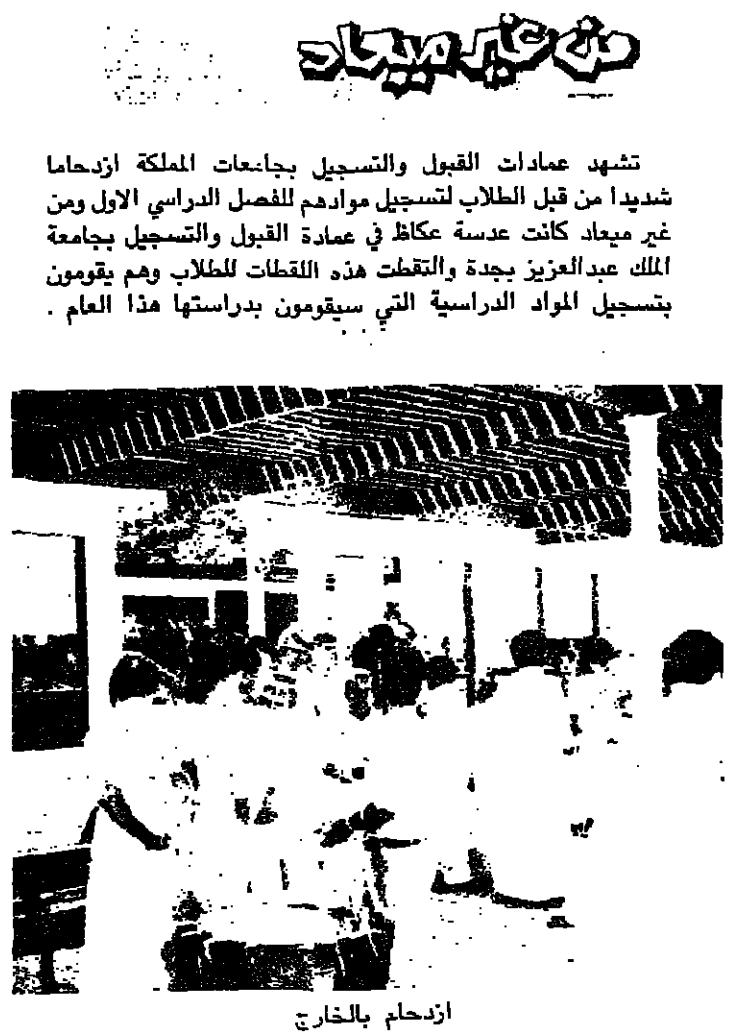 من غير ميعاد
تشهد عمادات القبول والتسجيل بجامعات المملكة ازدحاما
شديدا من قبل الطلاب لتسجيل موادهم للفصل الدراسي الاول ومن
غير ميعاد كانت عدسة عكاظ في عمادة القبول والتسجيل بجامعة
الملك عبدالعزيز بجدة والتقطت هذه اللقطات للطلاب وهم يقومون
بتسجيل المواد الدراسية التي سيقومون بدراستها هذا العام .
ازدحام بالخارج